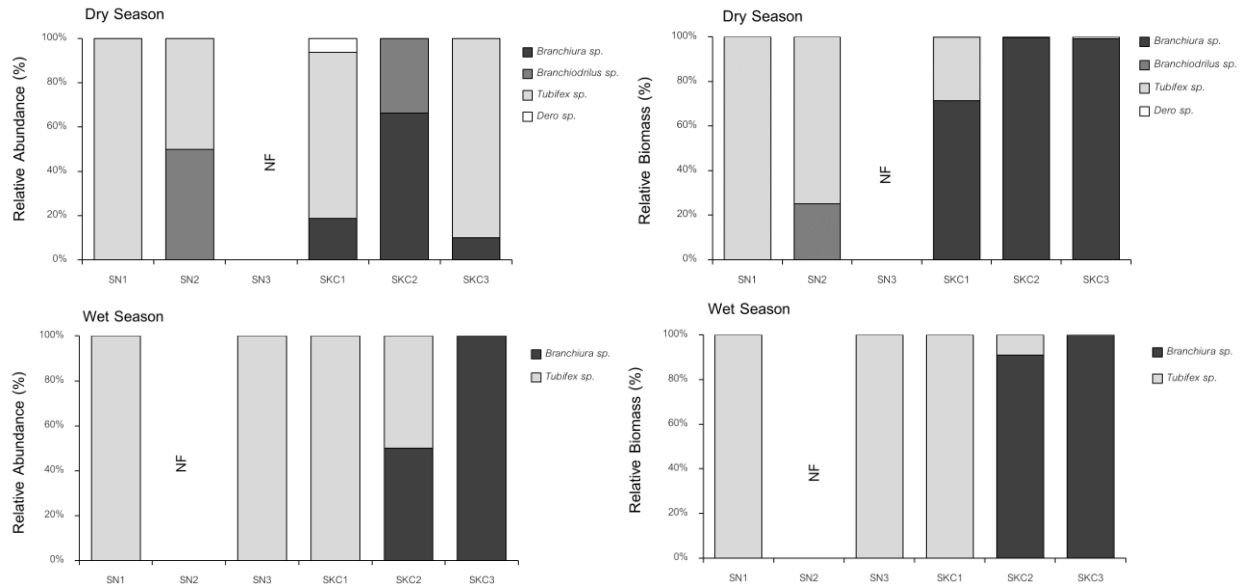 Dry Season
Relative Abundance (%)
100%
80%
60%
40%
20%
0%
NF
SN1 SN2 SN3 SKC1 SKC2 SKC3
Branchiura sp.
Branchiodrilus sp.
Tubifex sp.
Dero sp.
Dry Season
Relative Biomass (%)
100%
80%
60%
40%
20%
0%
NF
SN1 SN2 SN3 SKC1 SKC2 SKC3
Branchiura sp.
Branchiodrilus sp.
Tubifex sp.
Dero sp.
Wet Season
Relative Abundance (%)
100%
80%
60%
40%
20%
0%
NF
SN1 SN2 SN3 SKC1 SKC2 SKC3
Branchiura sp.
Tubifex sp.
Wet Season
Relative Biomass (%)
100%
80%
60%
40%
20%
0%
NF
SN1 SN2 SN3 SKC1 SKC2 SKC3
Branchiura sp.
Tubifex sp.